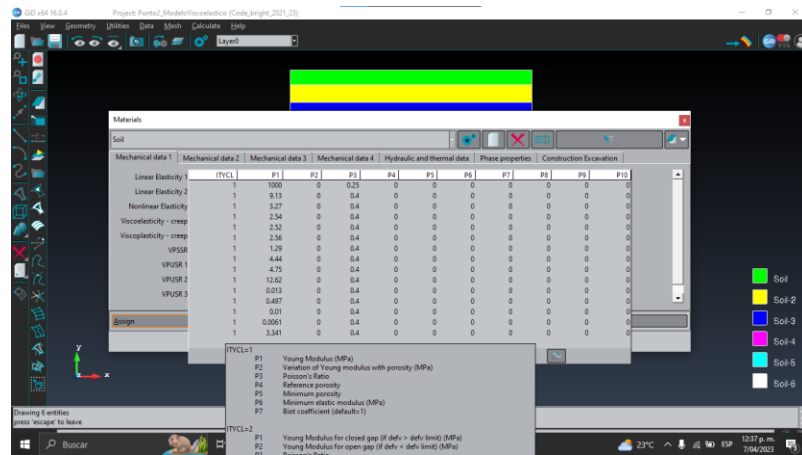 GiD x64 16.0.4 Project: Punto2_ModeloViscoelastico (Code_bright_2021_23)
Files View Geometry Utilities Data Mesh Calculate Help
Layer0
Materials
Soil
Mechanical data 1 Mechanical data 2 Mechanical data 3 Mechanical data 4 Hydraulic and thermal data Phase properties Construction Excavation
Linear Elasticity 1
Linear Elasticity 2
Nonlinear Elasticity
Viscoelasticity - creep
Viscoplasticity - creep
VPSSR
VPUSR 1
VPUSR 2
VPUSR 3
ITYCL P1 P2 P3 P4 P5 P6 P7 P8 P9 P10
1 1000 0 0.25 0 0 0 0 0 0 0
1 9.13 0 0.4 0 0 0 0 0 0 0
1 3.27 0 0.4 0 0 0 0 0 0 0
1 2.54 0 0.4 0 0 0 0 0 0 0
1 2.52 0 0.4 0 0 0 0 0 0 0
1 2.56 0 0.4 0 0 0 0 0 0 0
1 1.29 0 0.4 0 0 0 0 0 0 0
1 4.44 0 0.4 0 0 0 0 0 0 0
1 4.75 0 0.4 0 0 0 0 0 0 0
1 12.62 0 0.4 0 0 0 0 0 0 0
1 0.013 0 0.4 0 0 0 0 0 0 0
1 0.497 0 0.4 0 0 0 0 0 0 0
1 0.01 0 0.4 0 0 0 0 0 0 0
1 0.0061 0 0.4 0 0 0 0 0 0 0
1 3.341 0 0.4 0 0 0 0 0 0 0
Assign
Soil
Soil-2
Soil-3
Soil-4
Soil-5
Soil-6
y
x
ITYCL=1
P1 Young Modulus (MPa)
P2 Variation of Young modulus with porosity (MPa)
P3 Poisson's Ratio
P4 Reference porosity
P5 Minimum porosity
P6 Minimum elastic modulus (MPa)
P7 Biot coefficient (default=1)
ITYCL=2
P1 Young Modulus for closed gap (if defv > defv limit) (MPa)
P2 Young Modulus for open gap (if defv < defv limit) (MPa)
P3 Poisson's Ratio
Drawing 6 entities
press 'escape' to leave
Buscar
23°C
ESP
12:37 p. m.
7/04/2023